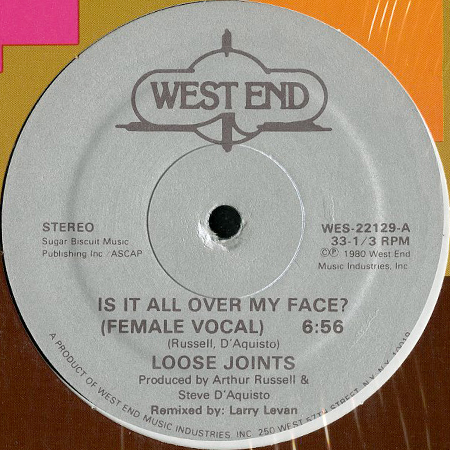 WEST END
STEREO
Sugar Biscuit Music
Publishing Inc./ASCAP
WES-22129-A
33-1/3 RPM
©℗ 1980 West End
Music Industries, Inc
IS IT ALL OVER MY FACE?
(FEMALE VOCAL) 6:56
(Russell, D'Aquisto)
LOOSE JOINTS
Produced by Arthur Russell &
Steve D'Aquisto
Remixed by: Larry Levan
A PRODUCT OF WEST END MUSIC INDUSTRIES, INC. 250 WEST 57TH STREET, N.Y., N.Y. 10019